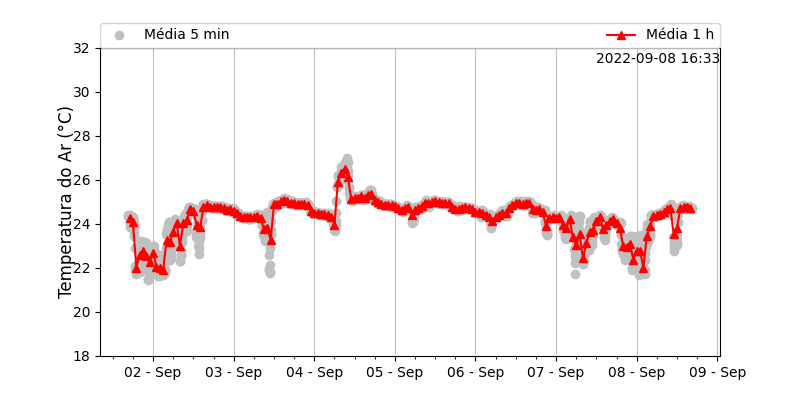 Média 5 min
Média 1 h
2022-09-08 16:33
Temperatura do Ar (°C)
32
30
28
26
24
22
20
18
02 - Sep
03 - Sep
04 - Sep
05 - Sep
06 - Sep
07 - Sep
08 - Sep
09 - Sep